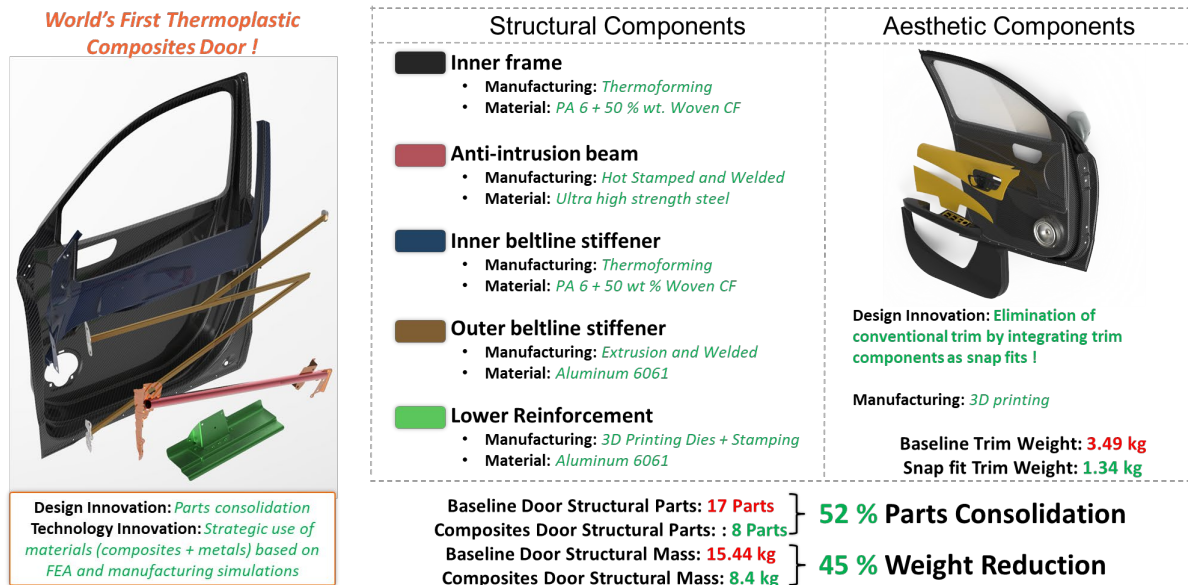 World's First Thermoplastic
Composites Door !
Design Innovation: Parts consolidation
Technology Innovation: Strategic use of
materials (composites + metals) based on
FEA and manufacturing simulations
Structural Components
Inner frame
• Manufacturing: Thermoforming
• Material: PA 6 + 50 % wt. Woven CF
Anti-intrusion beam
• Manufacturing: Hot Stamped and Welded
• Material: Ultra high strength steel
Inner beltline stiffener
• Manufacturing: Thermoforming
• Material: PA 6 + 50 wt % Woven CF
Outer beltline stiffener
• Manufacturing: Extrusion and Welded
• Material: Aluminum 6061
Lower Reinforcement
• Manufacturing: 3D Printing Dies + Stamping
• Material: Aluminum 6061
Aesthetic Components
Design Innovation: Elimination of
conventional trim by integrating trim
components as snap fits !
Manufacturing: 3D printing
Baseline Trim Weight: 3.49 kg
Snap fit Trim Weight: 1.34 kg
Baseline Door Structural Parts: 17 Parts
Composites Door Structural Parts: : 8 Parts
52 % Parts Consolidation
Baseline Door Structural Mass: 15.44 kg
Composites Door Structural Mass: 8.4 kg
45 % Weight Reduction